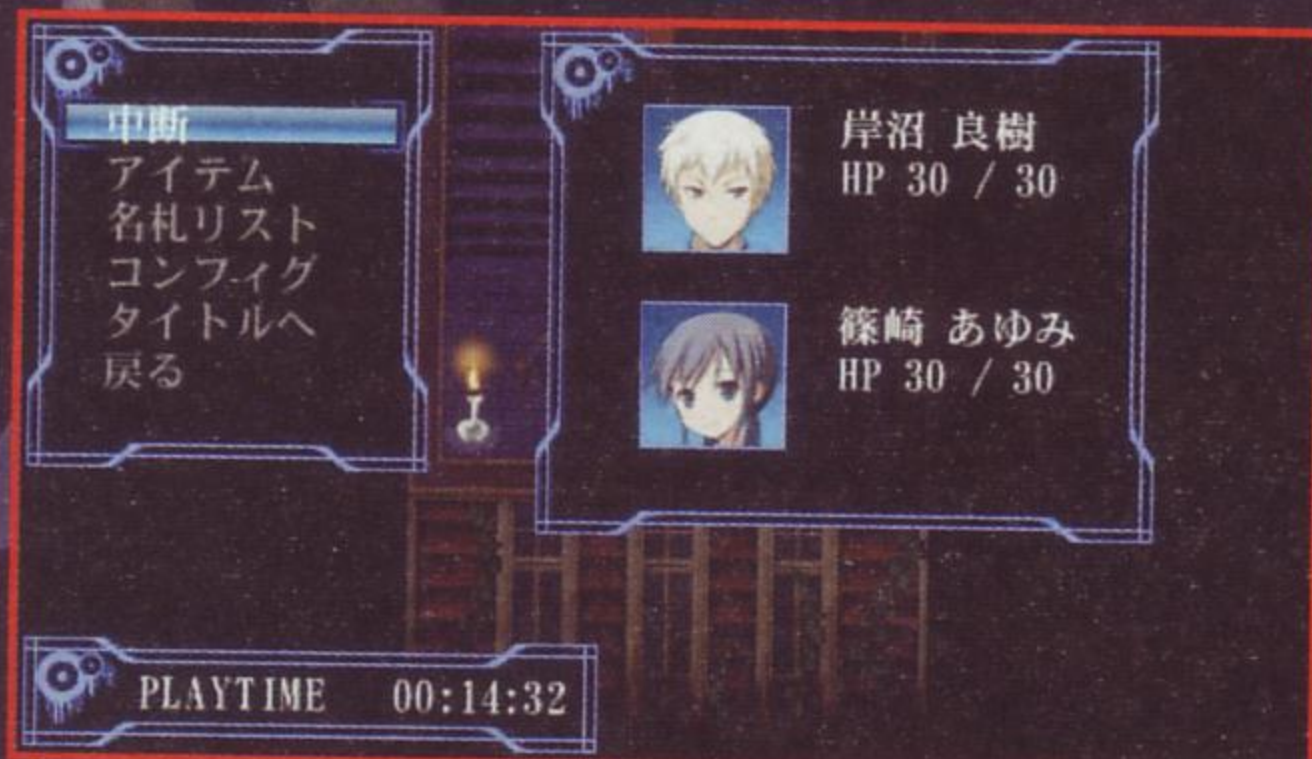 中断
アイテム
名札リスト
コンフィグ
タイトルへ
戻る
岸沼 良樹
HP 30 / 30
篠崎 あゆみ
HP 30 / 30
PLAYTIME 00:14:32